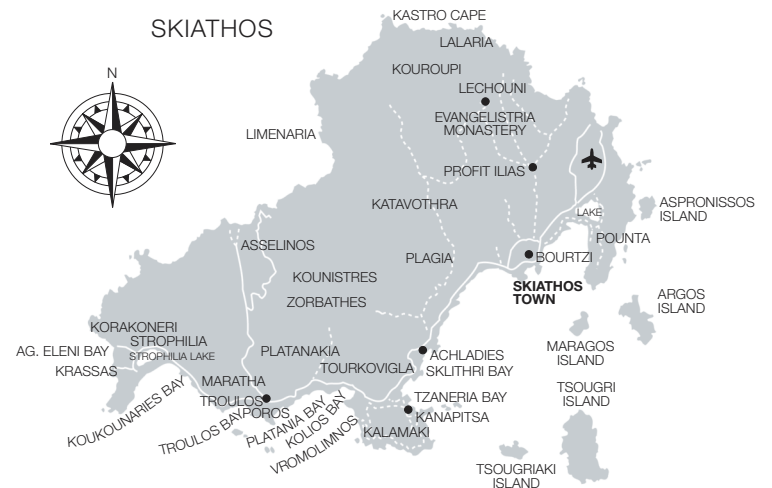 KASTRO CAPE
SKIATHOS
LALARIA
KOUROUPI
N
LECHOUNI
EVANGELISTRIA
MONASTERY
LIMENARIA
PROFIT ILIAS
KATAVOTHRA
ASPRONISSOS
ISLAND
LAKE
POUNTA
ASSELINOS
PLAGIA
BOURTZI
KOUNISTRES
SKIATHOS
TOWN
ZORBATHES
ARGOS
ISLAND
KORAKONERI
STROPHILIA
AG. ELENI BAY
STROPHILIA LAKE
PLATANAKIA
ACHLADIES
MARAGOS
ISLAND
KRASSAS
TOURKOVIGLA
SKLITHRI BAY
MARATHA
TSOUGRI
ISLAND
TROULOS
TZANERIA BAY
KOUKOUNARIES BAY
TROULOS BAY
POROS
PLATANIA BAY
KOLIOS BAY
VROMOLIMNOS
KANAPITSA
KALAMAKI
TSOUGRIAKI
ISLAND